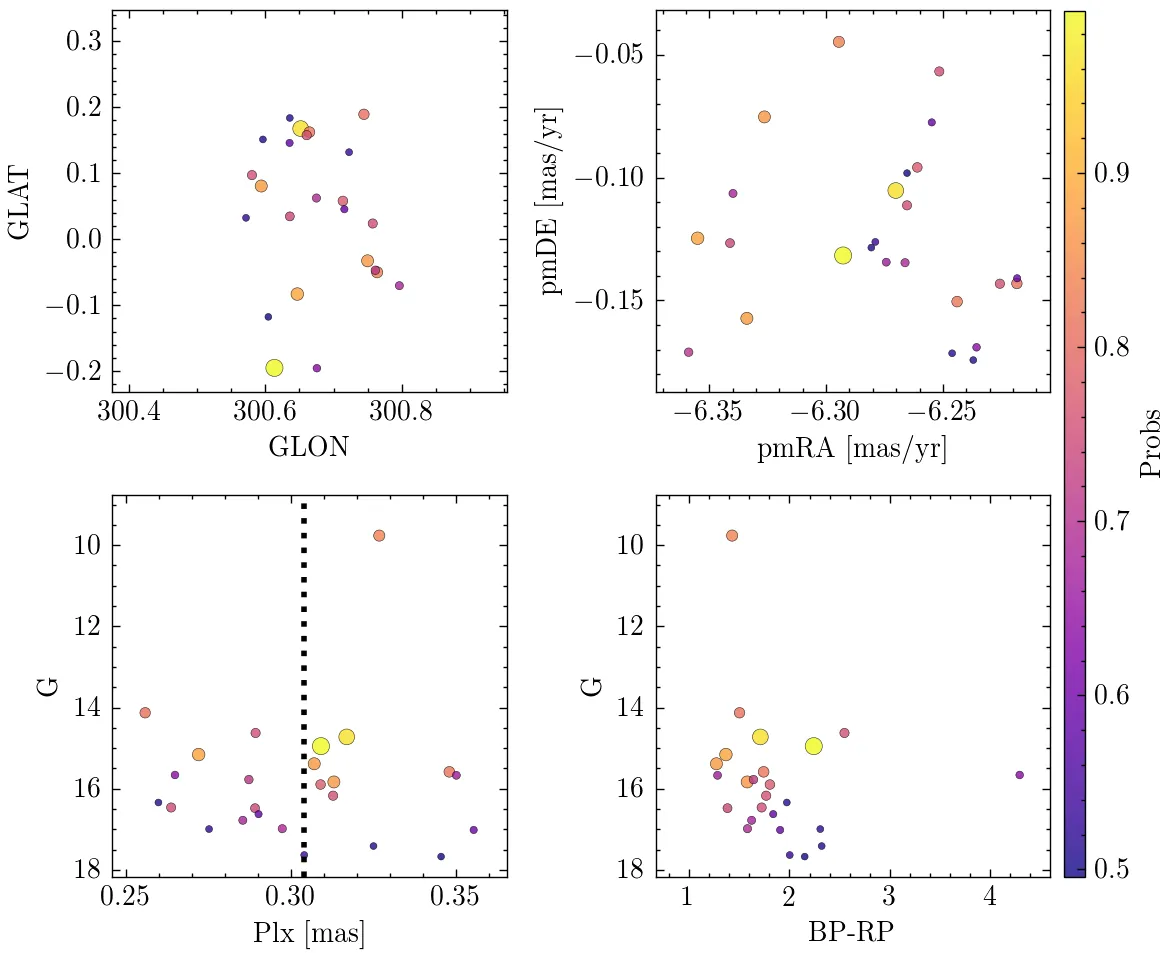 0.3
0.2
0.1
0.0
−0.1
−0.2
GLAT
300.4 300.6 300.8
GLON
−0.05
−0.10
−0.15
pmDE [mas/yr]
−6.35 −6.30 −6.25
pmRA [mas/yr]
10
12
14
16
18
G
0.25 0.30 0.35
Plx [mas]
10
12
14
16
18
G
1 2 3 4
BP-RP
0.9
0.8
0.7
0.6
0.5
Probs